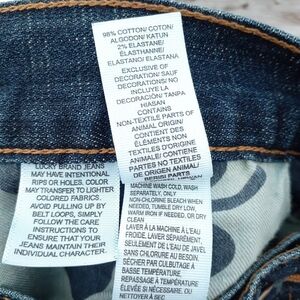 98% COTTON/ COTON/
ALGODON/ KATUN
2% ELASTANE/
ÉLASTHANNE/
ELASTANO/ ELASTANA
EXCLUSIVE OF
DECORATION/ SAUF
DECORATIONS/ NO
INCLUYE LA
DECORACIÓN/ TANPA
HIASAN
CONTAINS
NON-TEXTILE PARTS OF
ANIMAL ORIGIN/
CONTIENT DES
ÉLÉMENTS NON
TEXTILES D'ORIGINE
ANIMALE/ CONTIENE
PARTES NO TEXTILES
DE ORIGEN ANIMAL/
BERISI PARTS
LUCKY BRAND JEANS
MAY HAVE INTENTIONAL
RIPS OR HOLES. COLOR
MAY TRANSFER TO LIGHTER
COLORED FABRICS.
AVOID PULLING UP BY
BELT LOOPS, SIMPLY
FOLLOW THE CARE
INSTRUCTIONS TO
ENSURE THAT YOUR
JEANS MAINTAIN THEIR
INDIVIDUAL CHARACTER.
MACHINE WASH COLD, WASH
SEPARATELY, ONLY
NON-CHLORINE BLEACH WHEN
NEEDED, TUMBLE DRY LOW,
WARM IRON IF NEEDED, OR DRY
CLEAN
LAVER À LA MACHINE À L'EAU
FROIDE, LAVER SÉPARÉMENT,
SEULEMENT DE L'EAU DE JAVEL
SANS CHLORE AU BESOIN,
SÉCHER PAR CULBUTAGE À
BASSE TEMPÉRATURE,
REPASSAGE À TEMPÉRATURE
ÉLEVÉE SI NÉCESSAIRE, OU
NETTOYAGE À SEC